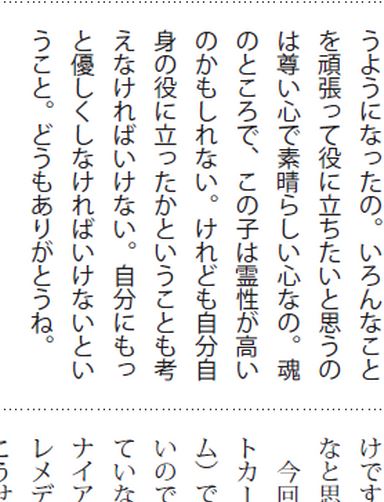 うようになったの。いろんなこと
を頑張って役に立ちたいと思うの
は尊い心で素晴らしい心なの。魂
のところで、この子は霊性が高い
のかもしれない。けれども自分自
身の役に立ったかということも考
えなければいけない。自分にもっ
と優しくしなければいけないとい
うこと。どうもありがとうね。
けです
なと思
今回
トカー
ム）で
いので
ていな
ナイア
レメデ
こうせ